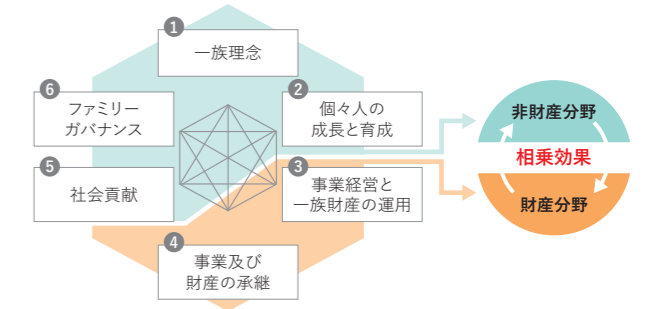 1
一族理念
2
個々人の
成長と育成
3
事業経営と
一族財産の運用
4
事業及び
財産の承継
5
社会貢献
6
ファミリー
ガバナンス
非財産分野
相乗効果
財産分野